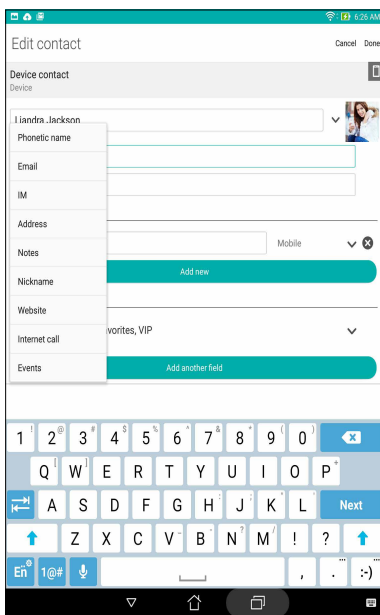 6:26 AM
Edit contact
Cancel Done
Device contact
Device
Liandra Jackson
Phonetic name
Email
IM
Address
Notes
Mobile
Nickname
Add new
Website
vorites, VIP
Internet call
Events
Add another field
1 ! 2 @ 3 # 4 $ 5 % 6 ^ 7 & 8 * 9 ( 0 )
Q [ W ] E R T Y U I O P +
A S D F G H : J ; K " L ' Next
Z X C V - B N ? M / ! ?
En 1@# , . ... :-) ...